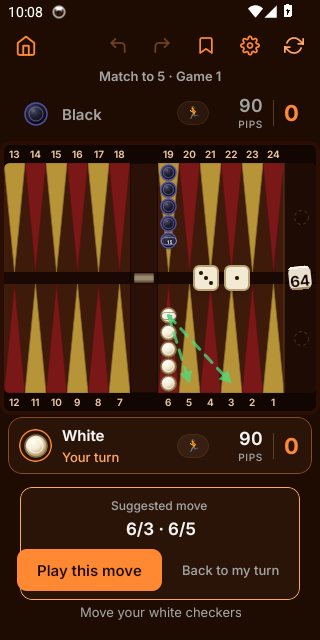 10:08
Match to 5 · Game 1
Black
90
PIPS
0
13 14 15 16 17 18 19 20 21 22 23 24
64
12 11 10 9 8 7 6 5 4 3 2 1
White
Your turn
90
PIPS
0
Suggested move
6/3 · 6/5
Play this move
Back to my turn
Move your white checkers